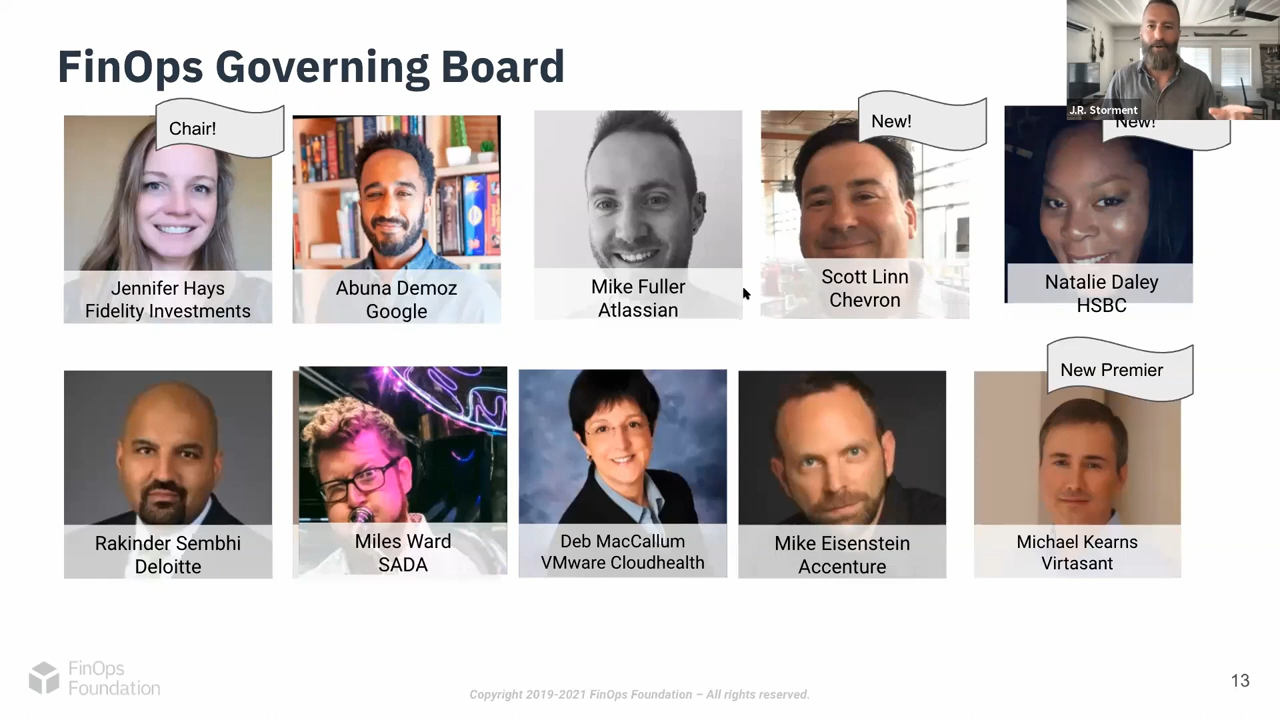 FinOps Governing Board
J.R. Storment
Chair!
New!
New!
Jennifer Hays
Fidelity Investments
Abuna Demoz
Google
Mike Fuller
Atlassian
Scott Linn
Chevron
Natalie Daley
HSBC
New Premier
Rakinder Sembhi
Deloitte
Miles Ward
SADA
Deb MacCallum
VMware Cloudhealth
Mike Eisenstein
Accenture
Michael Kearns
Virtasant
FinOps
Foundation
Copyright 2019-2021 FinOps Foundation – All rights reserved.
13